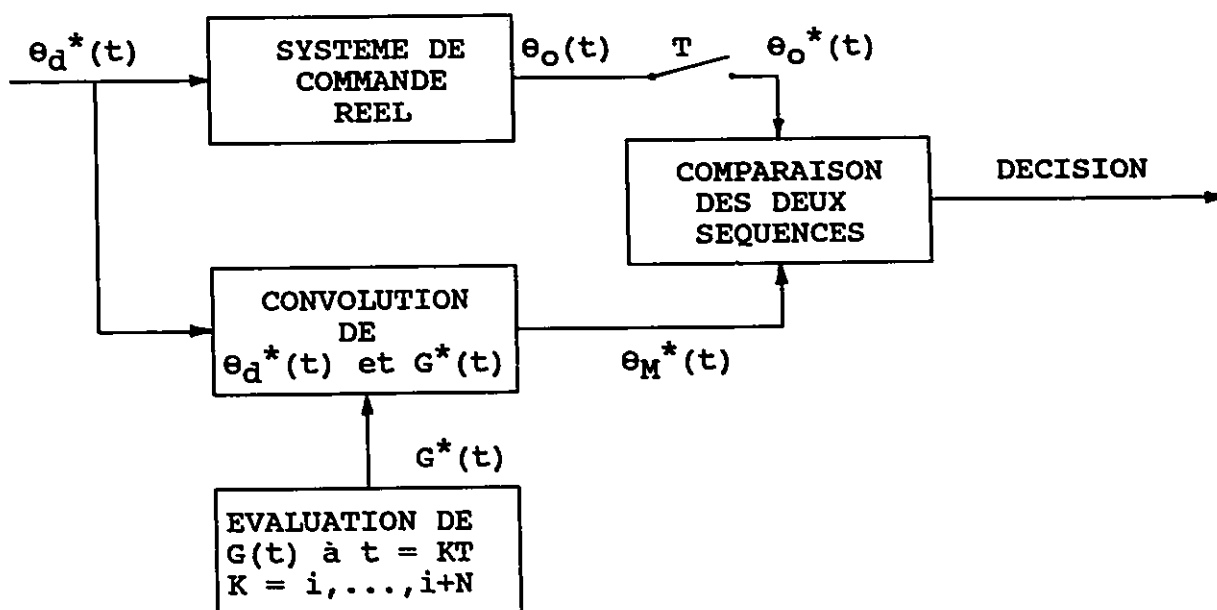 θd*(t)
SYSTEME DE
COMMANDE
REEL
θo(t)
T
θo*(t)
COMPARAISON
DES DEUX
SEQUENCES
DÉCISION
CONVOLUTION
DE
θd*(t) et G*(t)
θM*(t)
G*(t)
EVALUATION DE
G(t) à t = KT
K = i,...,i+N